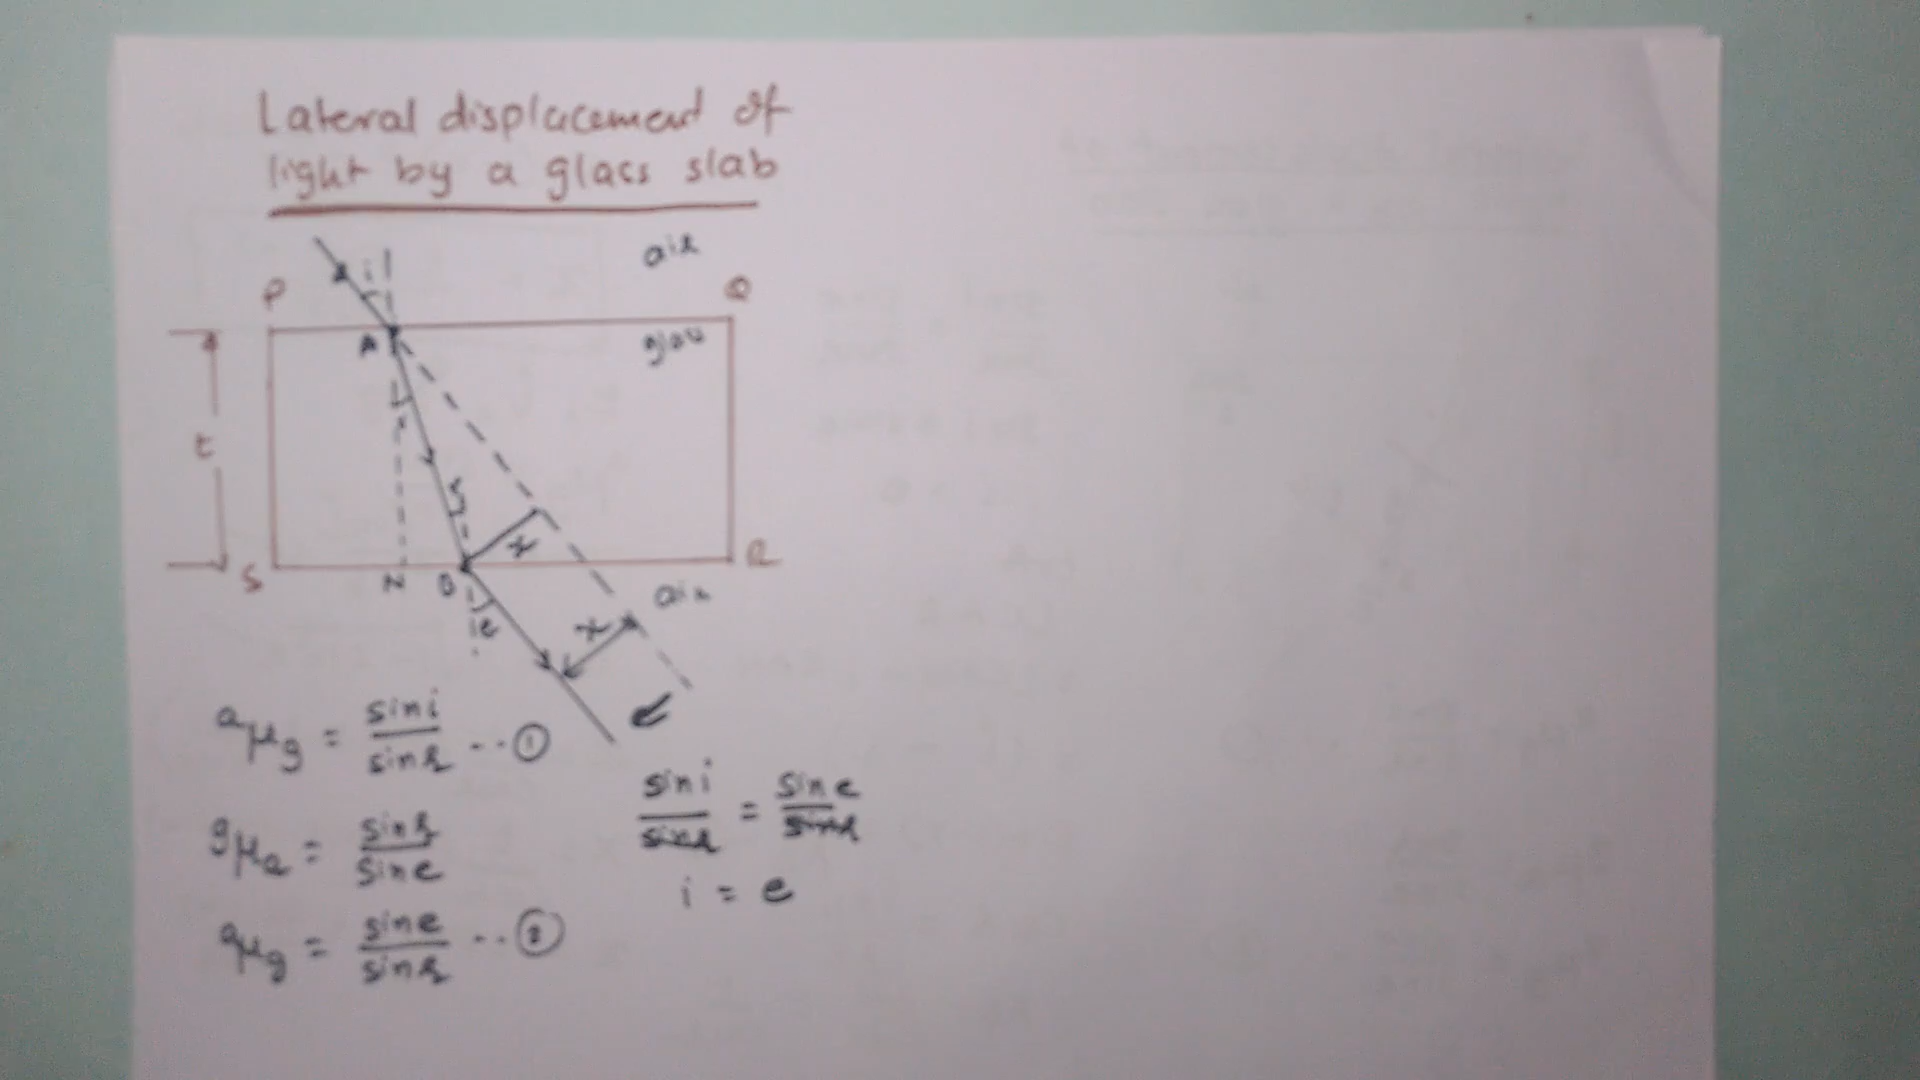 Lateral displacement of
light by a glass slab
air
i
P
Q
A
glass
t
r
r
x
S
N
B
R
air
e
x
aμg = sin i / sin r ... ①
gμa = sin r / sin e
aμg = sin e / sin r ... ②
sin i / sin r = sin e / sin r
i = e